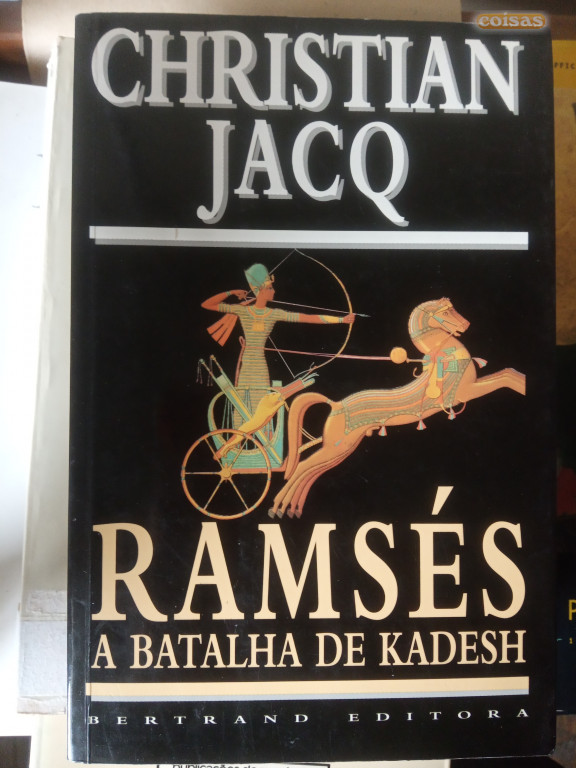 coisas
CHRISTIAN
JACQ
RAMSÉS
A BATALHA DE KADESH
BERTRAND EDITORA